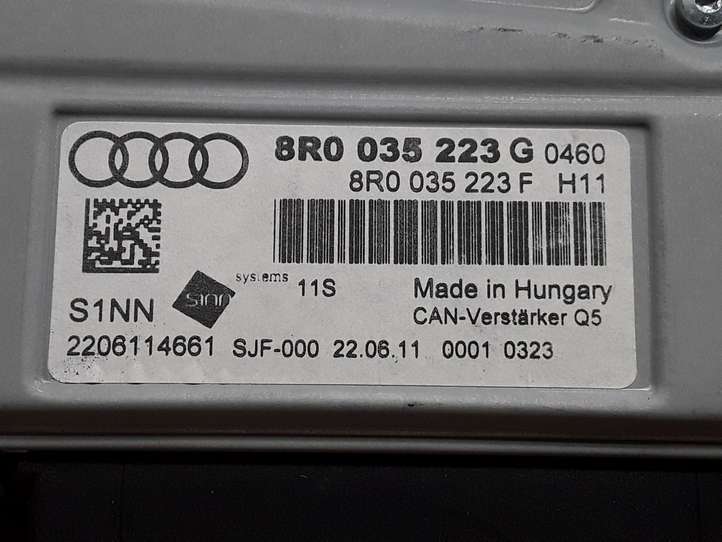 8R0 035 223 G 0460
8R0 035 223 F H11
systems
S1NN sinn 11S Made in Hungary
CAN-Verstärker Q5
2206114661 SJF-000 22.06.11 0001 0323